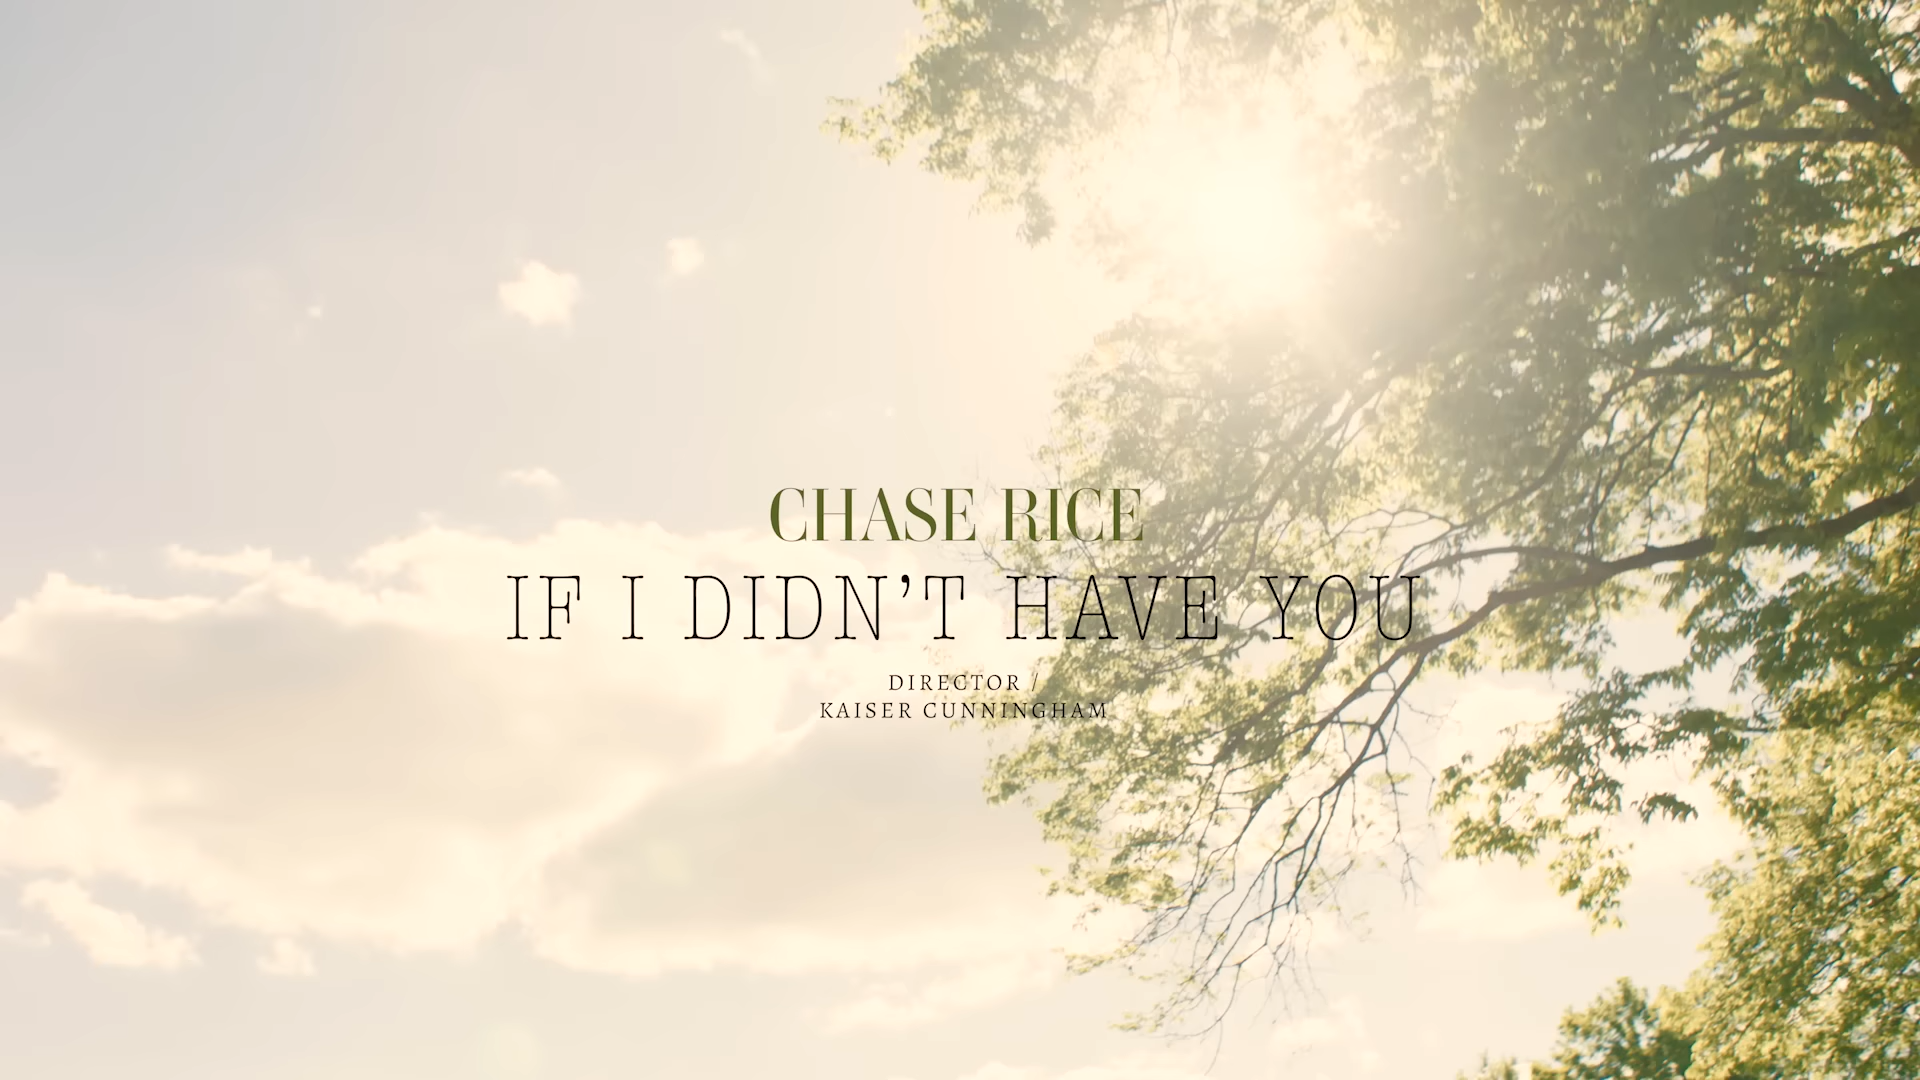 CHASE RICE
IF I DIDN’T HAVE YOU
DIRECTOR /
KAISER CUNNINGHAM